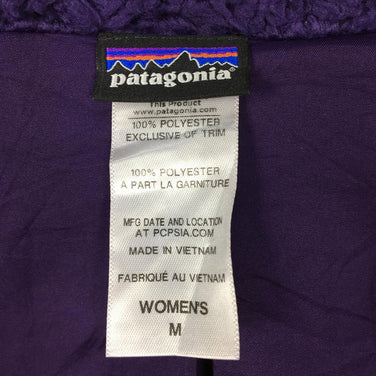 patagonia
This Product
www.patagonia.com
100% POLYESTER
EXCLUSIVE OF TRIM
100% POLYESTER
A PART LA GARNITURE
MFG DATE AND LOCATION
AT PCPSIA.COM
MADE IN VIETNAM
FABRIQUÉ AU VIETNAM
WOMEN'S
M